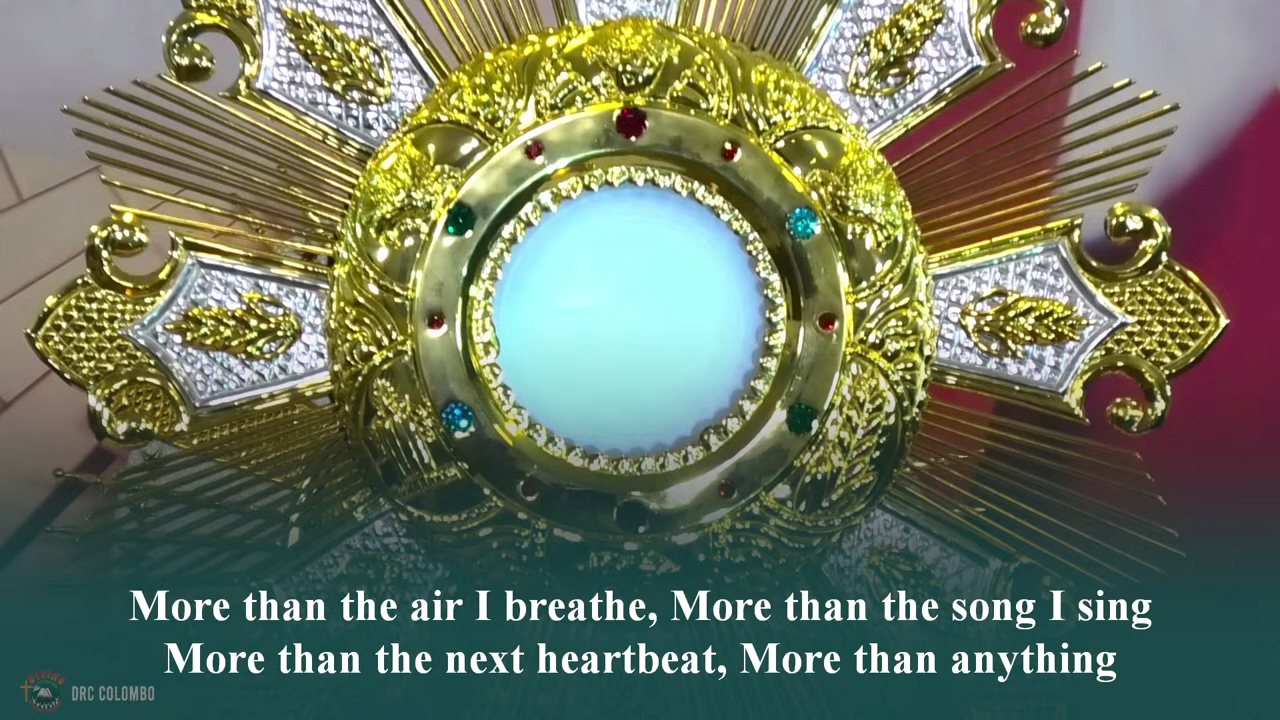 More than the air I breathe, More than the song I sing
More than the next heartbeat, More than anything
DIVINE
DRC COLOMBO